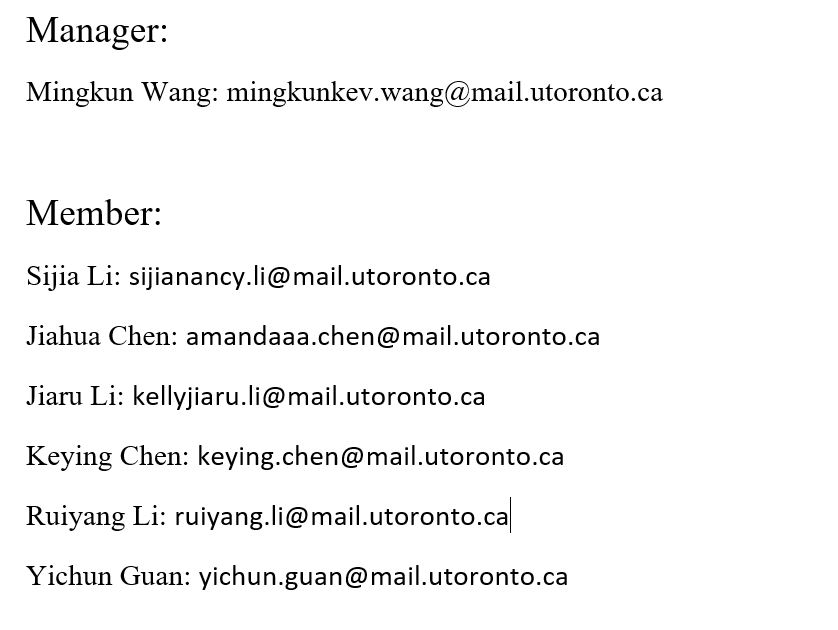 Manager:
Mingkun Wang: mingkunkev.wang@mail.utoronto.ca
Member:
Sijia Li: sijianancy.li@mail.utoronto.ca
Jiahua Chen: amandaaa.chen@mail.utoronto.ca
Jiaru Li: kellyjiaru.li@mail.utoronto.ca
Keying Chen: keying.chen@mail.utoronto.ca
Ruiyang Li: ruiyang.li@mail.utoronto.ca
Yichun Guan: yichun.guan@mail.utoronto.ca